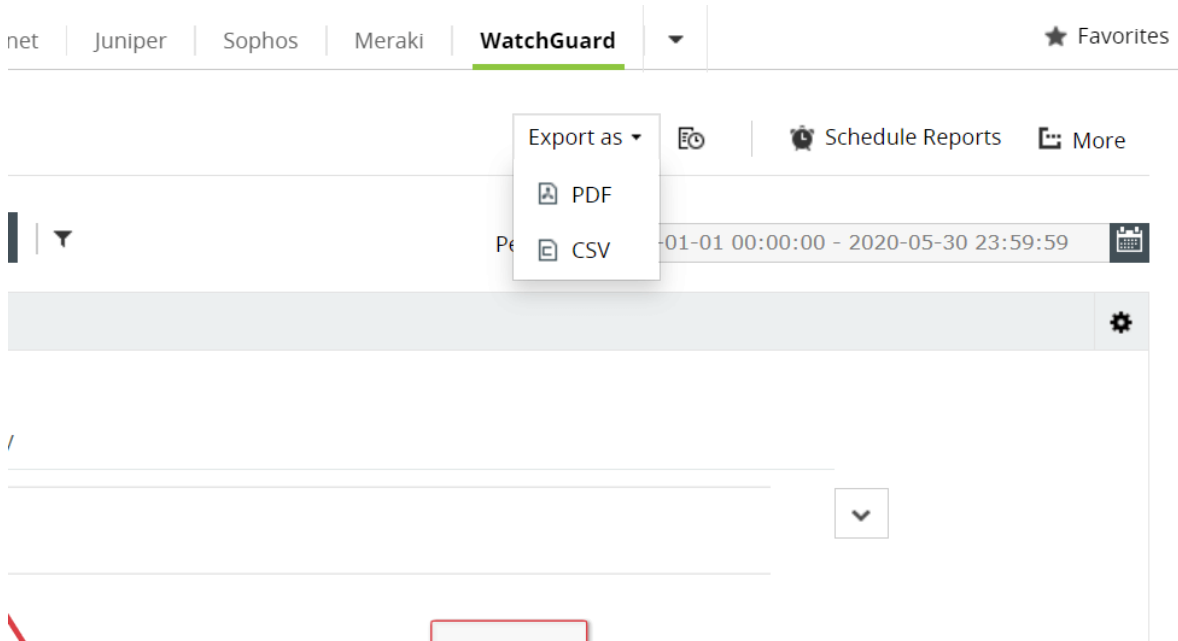 net Juniper Sophos Meraki WatchGuard Favorites
Export as Schedule Reports More
PDF
-01-01 00:00:00 - 2020-05-30 23:59:59
CSV